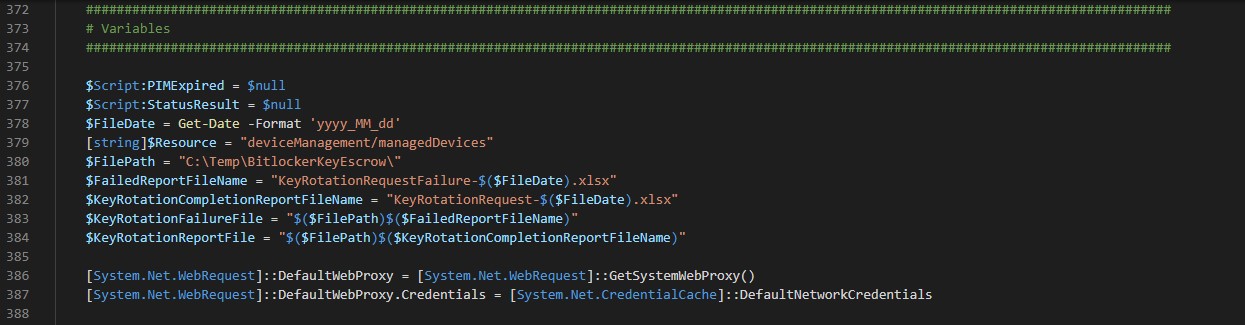 372 ############################################################################################################################################
373 # Variables
374 ############################################################################################################################################
375
376 $Script:PIMExpired = $null
377 $Script:StatusResult = $null
378 $FileDate = Get-Date -Format 'yyyy_MM_dd'
379 [string]$Resource = "deviceManagement/managedDevices"
380 $FilePath = "C:\Temp\BitlockerKeyEscrow\"
381 $FailedReportFileName = "KeyRotationRequestFailure-$($FileDate).xlsx"
382 $KeyRotationCompletionReportFileName = "KeyRotationRequest-$($FileDate).xlsx"
383 $KeyRotationFailureFile = "$($FilePath)$($FailedReportFileName)"
384 $KeyRotationReportFile = "$($FilePath)$($KeyRotationCompletionReportFileName)"
385
386 [System.Net.WebRequest]::DefaultWebProxy = [System.Net.WebRequest]::GetSystemWebProxy()
387 [System.Net.WebRequest]::DefaultWebProxy.Credentials = [System.Net.CredentialCache]::DefaultNetworkCredentials
388